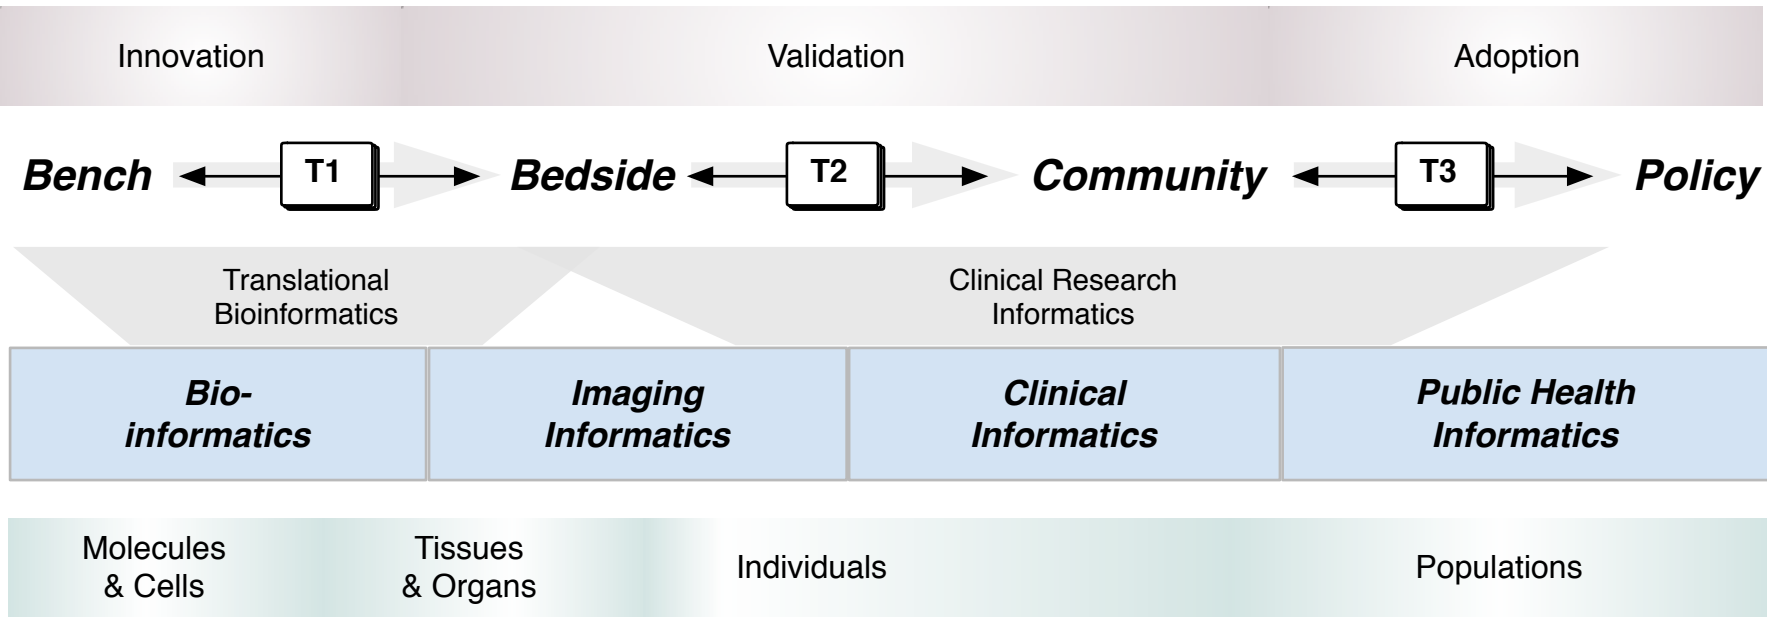 Innovation Validation Adoption
Bench T1 Bedside T2 Community T3 Policy
Translational
Bioinformatics
Clinical Research
Informatics
Bio-
informatics
Imaging
Informatics
Clinical
Informatics
Public Health
Informatics
Molecules
& Cells
Tissues
& Organs
Individuals
Populations